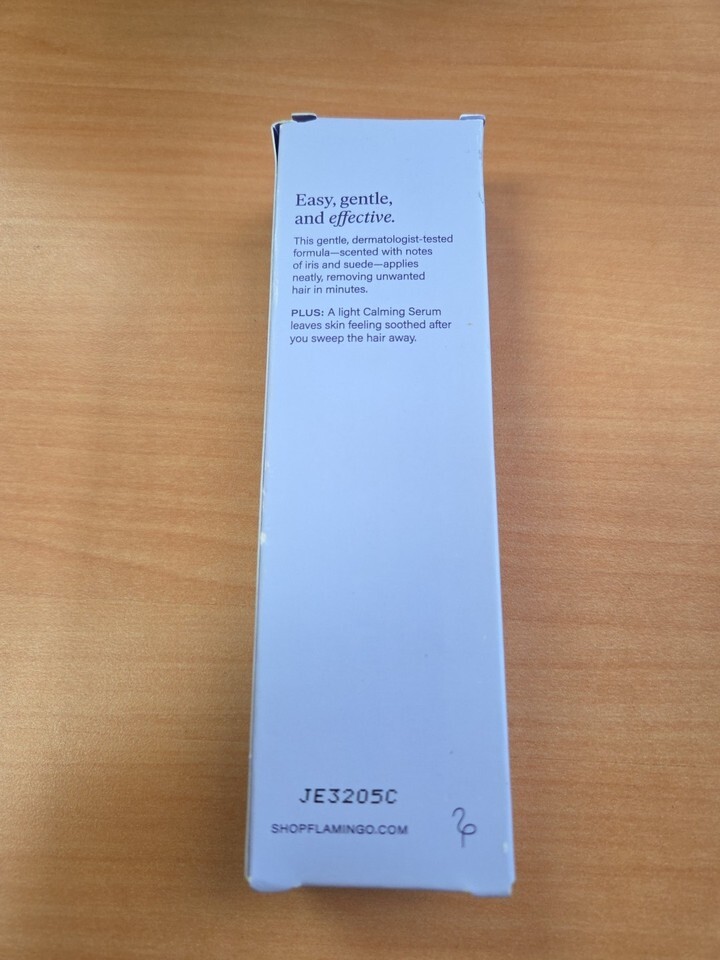 Easy, gentle,
and effective.
This gentle, dermatologist-tested
formula—scented with notes
of iris and suede—applies
neatly, removing unwanted
hair in minutes.
PLUS: A light Calming Serum
leaves skin feeling soothed after
you sweep the hair away.
JE3205C
SHOPFLAMINGO.COM